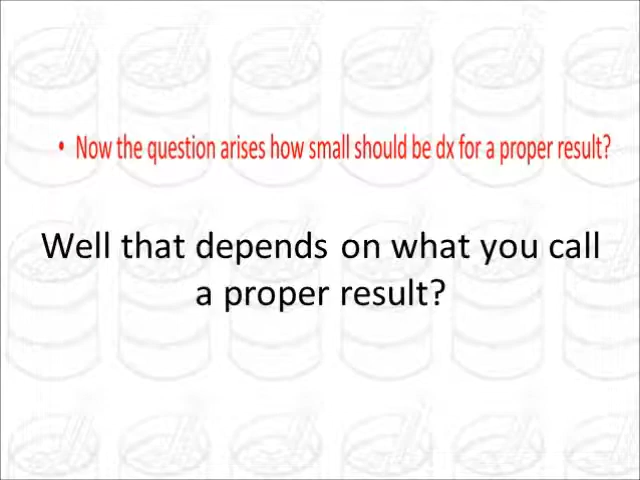 • Now the question arises how small should be dx for a proper result?
Well that depends on what you call
a proper result?